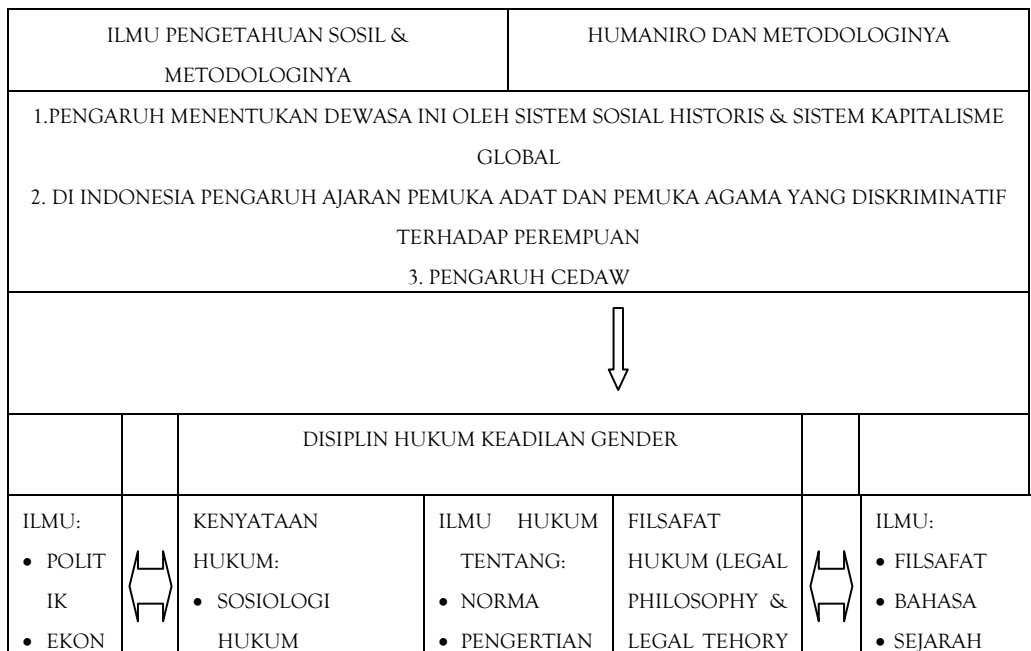 ILMU PENGETAHUAN SOSIL &
METODOLOGINYA
HUMANIRO DAN METODOLOGINYA
1.PENGARUH MENENTUKAN DEWASA INI OLEH SISTEM SOSIAL HISTORIS & SISTEM KAPITALISME
GLOBAL
2. DI INDONESIA PENGARUH AJARAN PEMUKA ADAT DAN PEMUKA AGAMA YANG DISKRIMINATIF
TERHADAP PEREMPUAN
3. PENGARUH CEDAW
DISIPLIN HUKUM KEADILAN GENDER
ILMU:
• POLIT
IK
• EKON
KENYATAAN
HUKUM:
• SOSIOLOGI
HUKUM
ILMU HUKUM
TENTANG:
• NORMA
• PENGERTIAN
FILSAFAT
HUKUM (LEGAL
PHILOSOPHY &
LEGAL TEHORY
ILMU:
• FILSAFAT
• BAHASA
• SEJARAH